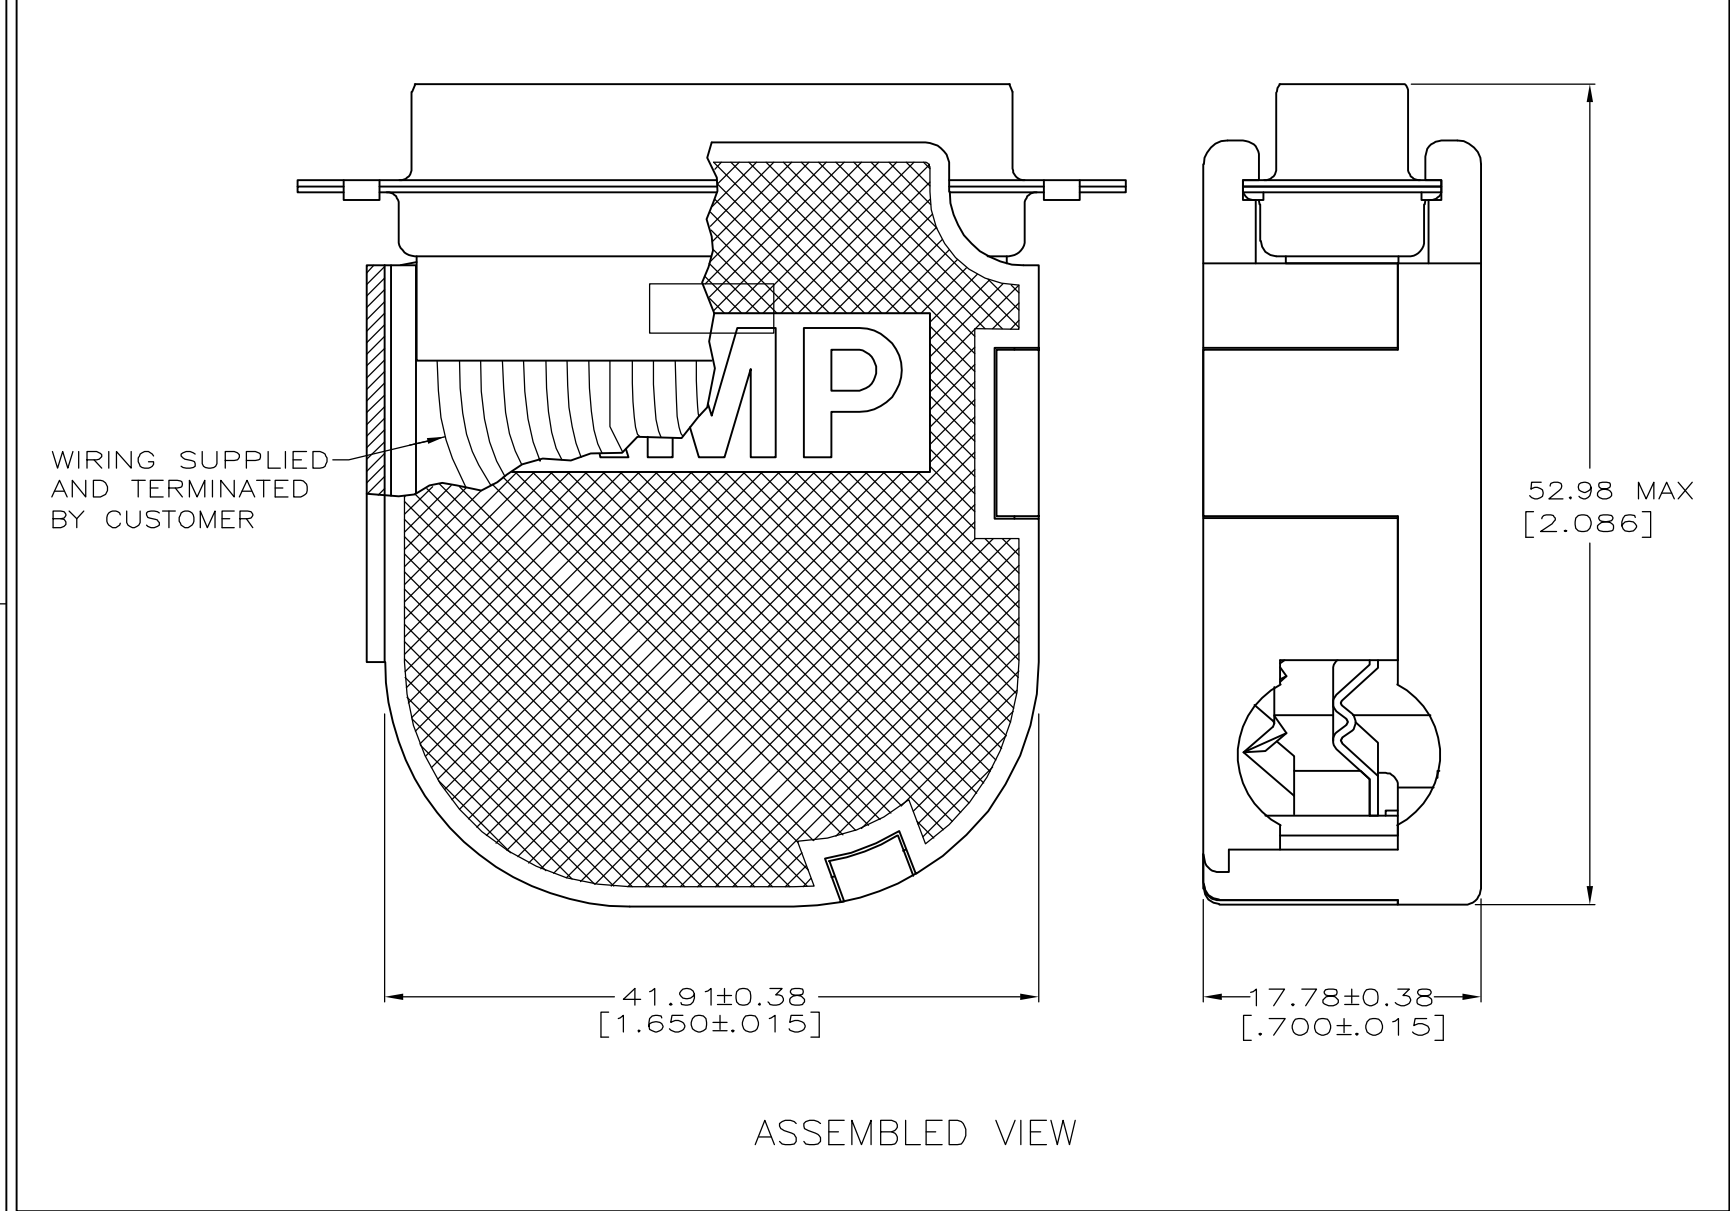 MP
WIRING SUPPLIED
AND TERMINATED
BY CUSTOMER
52.98 MAX
[2.086]
41.91±0.38
[1.650±.015]
17.78±0.38
[.700±.015]
ASSEMBLED VIEW